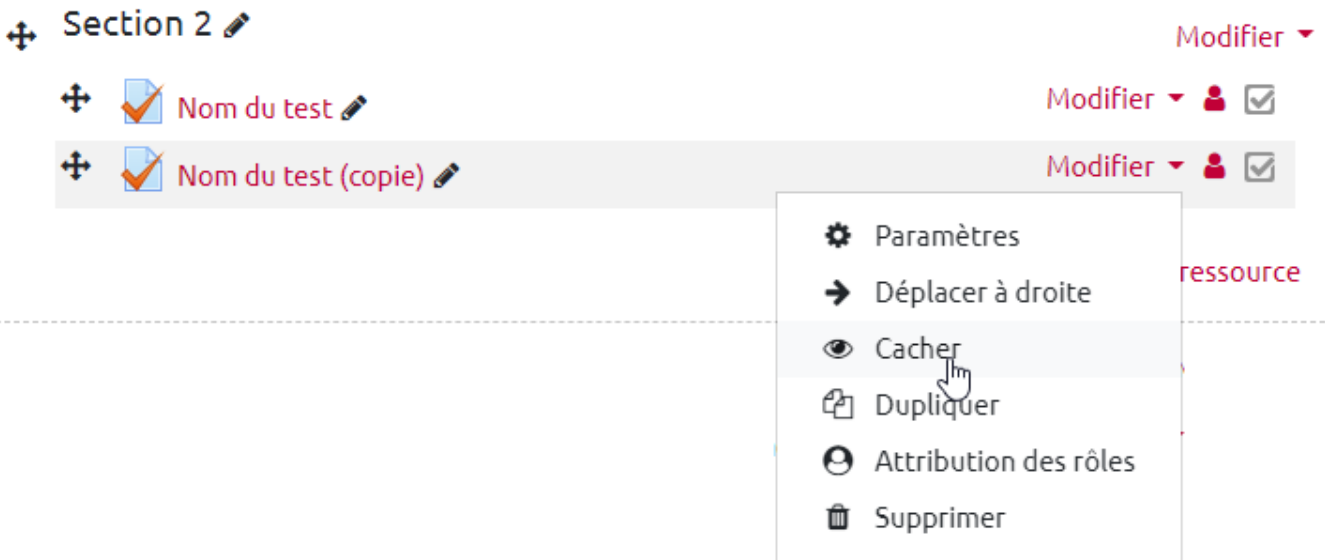 Section 2
Modifier
Nom du test
Modifier
Nom du test (copie)
Modifier
Paramètres
ressource
Déplacer à droite
Cacher
Dupliquer
Attribution des rôles
Supprimer